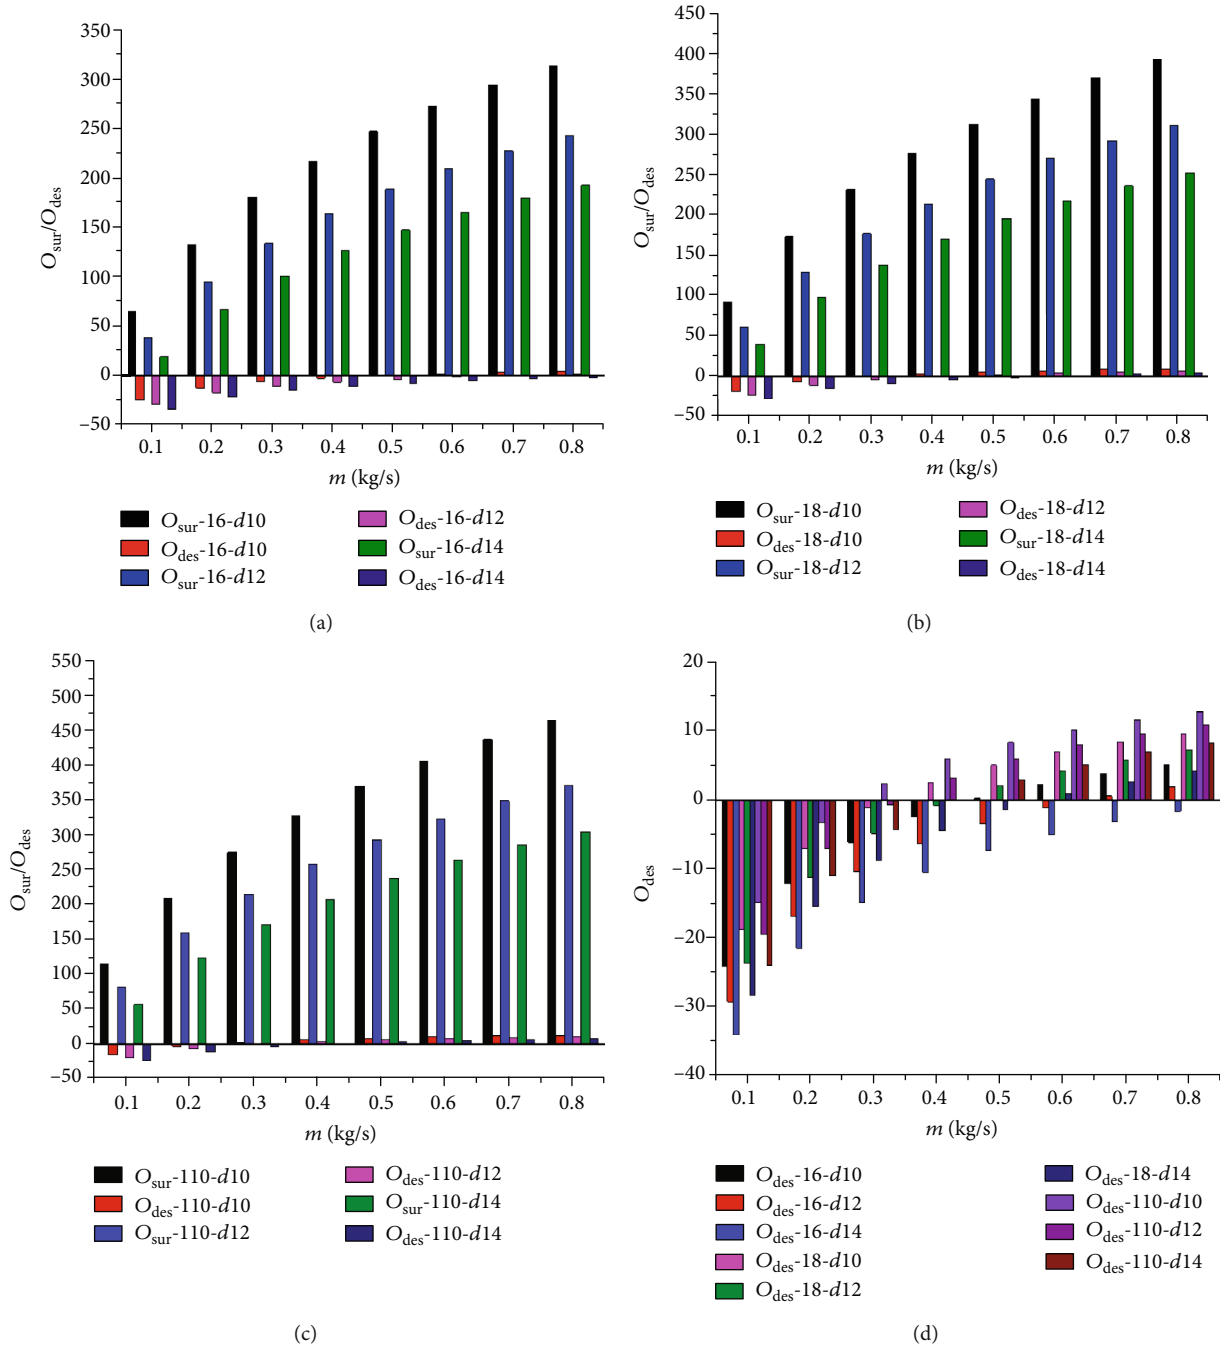 350
300
250
200
150
100
50
0
−50
O_sur/O_des
0.1 0.2 0.3 0.4 0.5 0.6 0.7 0.8
m (kg/s)
O_sur-16-d10
O_des-16-d10
O_sur-16-d12
O_des-16-d12
O_sur-16-d14
O_des-16-d14
(a)
450
400
350
300
250
200
150
100
50
0
−50
O_sur/O_des
0.1 0.2 0.3 0.4 0.5 0.6 0.7 0.8
m (kg/s)
O_sur-18-d10
O_des-18-d10
O_sur-18-d12
O_des-18-d12
O_sur-18-d14
O_des-18-d14
(b)
550
500
450
400
350
300
250
200
150
100
50
0
−50
O_sur/O_des
0.1 0.2 0.3 0.4 0.5 0.6 0.7 0.8
m (kg/s)
O_sur-110-d10
O_des-110-d10
O_sur-110-d12
O_des-110-d12
O_sur-110-d14
O_des-110-d14
(c)
20
10
0
−10
−20
−30
−40
O_des
0.1 0.2 0.3 0.4 0.5 0.6 0.7 0.8
m (kg/s)
O_des-16-d10
O_des-16-d12
O_des-16-d14
O_des-18-d10
O_des-18-d12
O_des-18-d14
O_des-110-d10
O_des-110-d12
O_des-110-d14
(d)